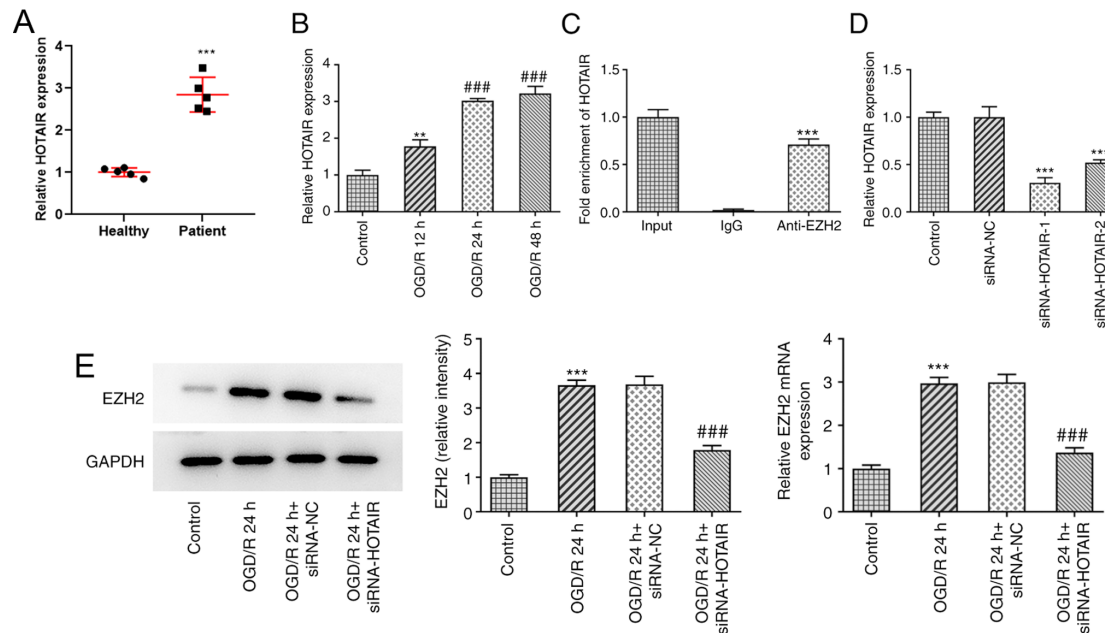 A
Relative HOTAIR expression
4
3
2
1
0
***
Healthy
Patient
B
Relative HOTAIR expression
4
3
2
1
0
**
###
###
Control
OGD/R 12 h
OGD/R 24 h
OGD/R 48 h
C
Fold enrichment of HOTAIR
1.5
1.0
0.5
0.0
***
Input
IgG
Anti-EZH2
D
Relative HOTAIR expression
1.5
1.0
0.5
0.0
***
***
Control
siRNA-NC
siRNA-HOTAIR-1
siRNA-HOTAIR-2
E
EZH2
GAPDH
Control
OGD/R 24 h
OGD/R 24 h+
siRNA-NC
OGD/R 24 h+
siRNA-HOTAIR
EZH2 (relative intensity)
5
4
3
2
1
0
***
###
Control
OGD/R 24 h
OGD/R 24 h+
siRNA-NC
OGD/R 24 h+
siRNA-HOTAIR
Relative EZH2 mRNA
expression
4
3
2
1
0
***
###
Control
OGD/R 24 h
OGD/R 24 h+
siRNA-NC
OGD/R 24 h+
siRNA-HOTAIR